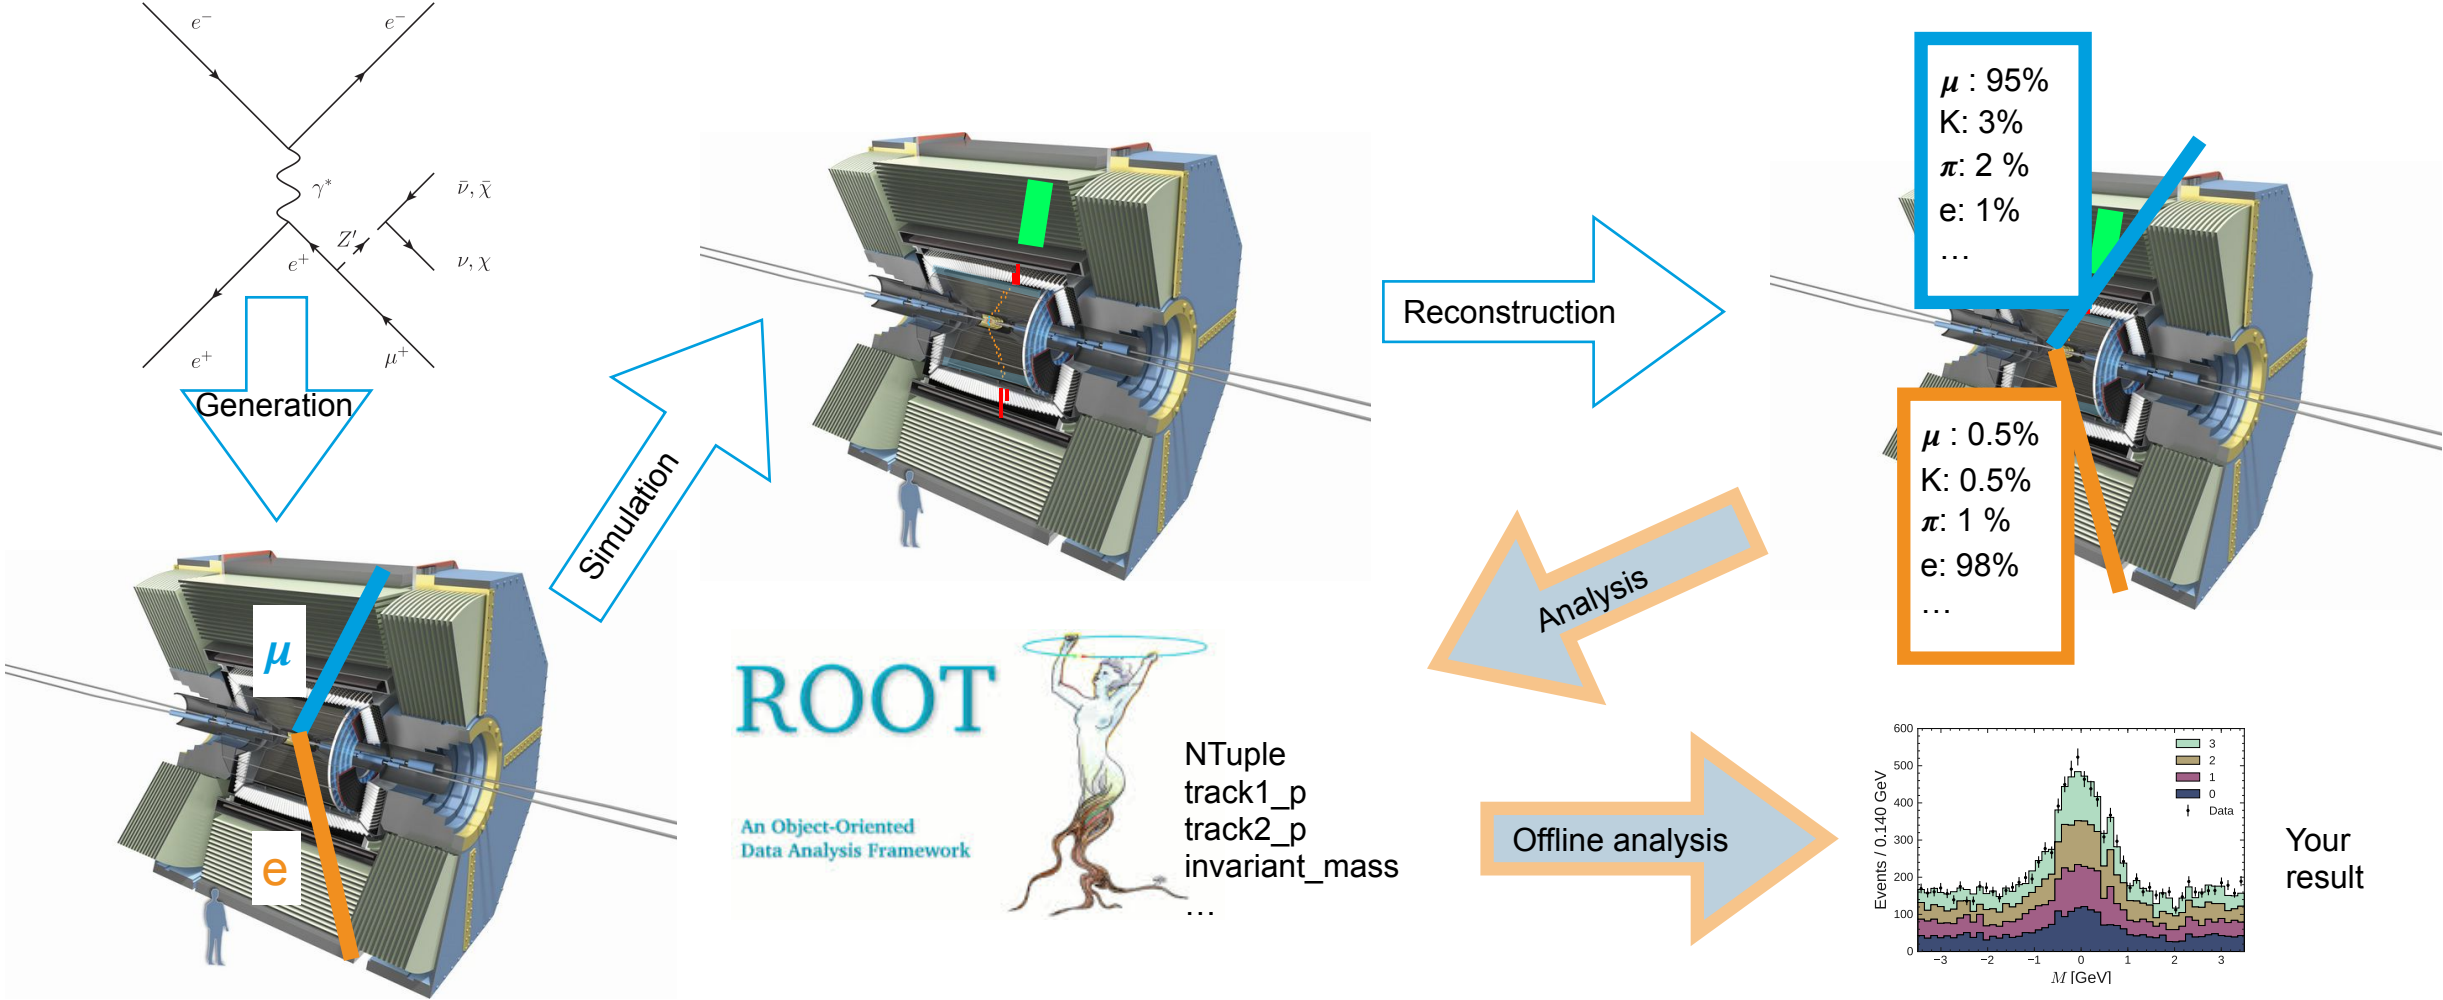 e⁻
e⁻
γ*
ν̄, χ̄
Z′
e⁺
ν, χ
e⁺
μ⁺
Generation
μ
e
Simulation
Reconstruction
μ : 95%
K: 3%
π: 2 %
e: 1%
…
μ : 0.5%
K: 0.5%
π: 1 %
e: 98%
…
Analysis
ROOT
An Object-Oriented
Data Analysis Framework
NTuple
track1_p
track2_p
invariant_mass
…
Offline analysis
Events / 0.140 GeV
600
500
400
300
200
100
0
3
2
1
0
Data
−3
−2
−1
0
1
2
3
M [GeV]
Your
result